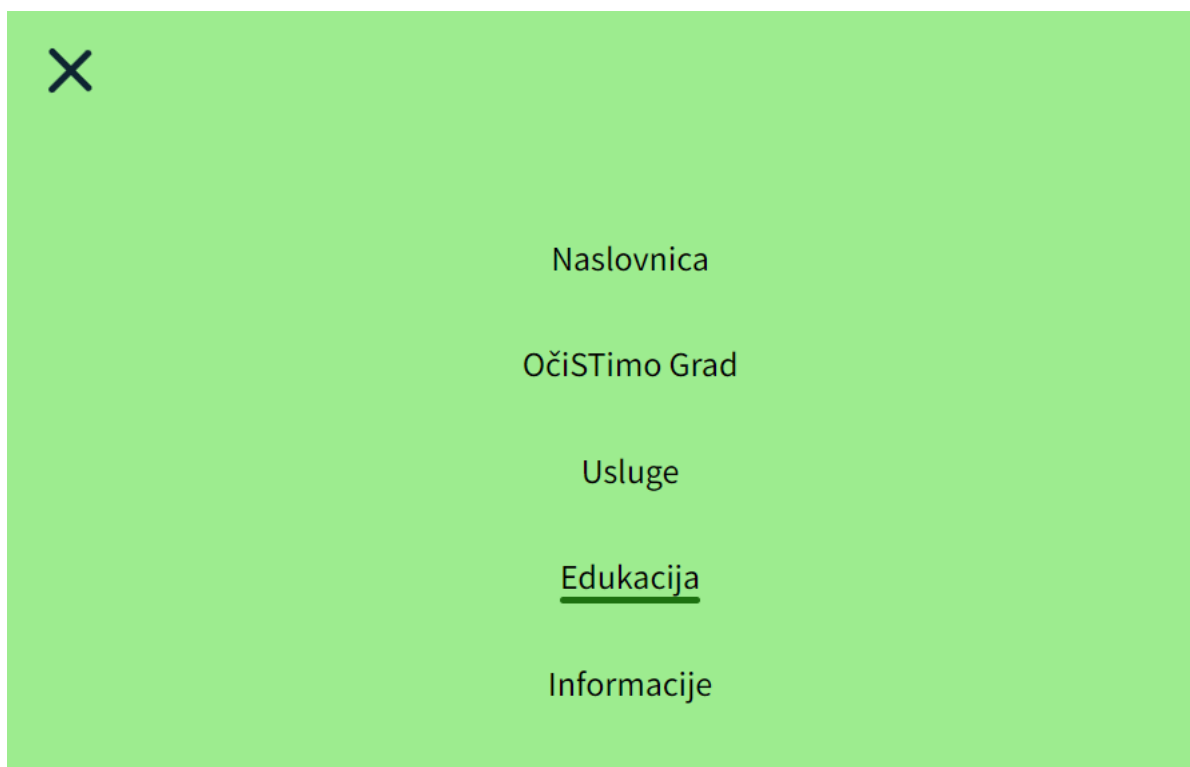 Naslovnica
OčiSTimo Grad
Usluge
Edukacija
Informacije